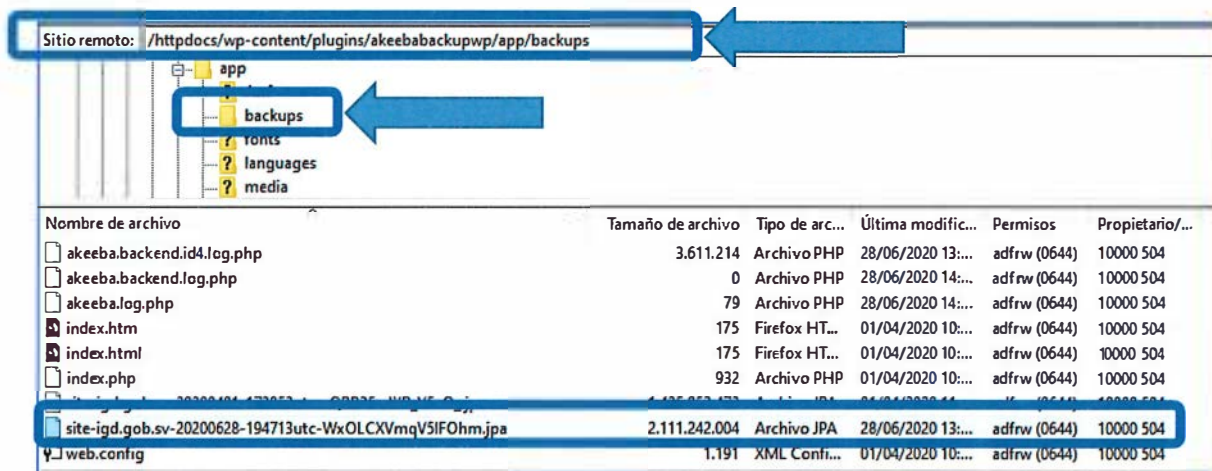 Sitio remoto: /httpdocs/wp-content/plugins/akeebabackupwp/app/backups
app
backups
fonts
languages
media
Nombre de archivo Tamaño de archivo Tipo de arc... Última modific... Permisos Propietario/...
akeeba.backend.id4.log.php 3.611.214 Archivo PHP 28/06/2020 13:... adfrw (0644) 10000 504
akeeba.backend.log.php 0 Archivo PHP 28/06/2020 14:... adfrw (0644) 10000 504
akeeba.log.php 79 Archivo PHP 28/06/2020 14:... adfrw (0644) 10000 504
index.htm 175 Firefox HT... 01/04/2020 10:... adfrw (0644) 10000 504
index.html 175 Firefox HT... 01/04/2020 10:... adfrw (0644) 10000 504
index.php 932 Archivo PHP 01/04/2020 10:... adfrw (0644) 10000 504
site-igd.gob.sv-20200628-194713utc-WxOLCXVmqV5lFOhm.jpa 2.111.242.004 Archivo JPA 28/06/2020 13:... adfrw (0644) 10000 504
web.config 1.191 XML Confi... 01/04/2020 10:... adfrw (0644) 10000 504